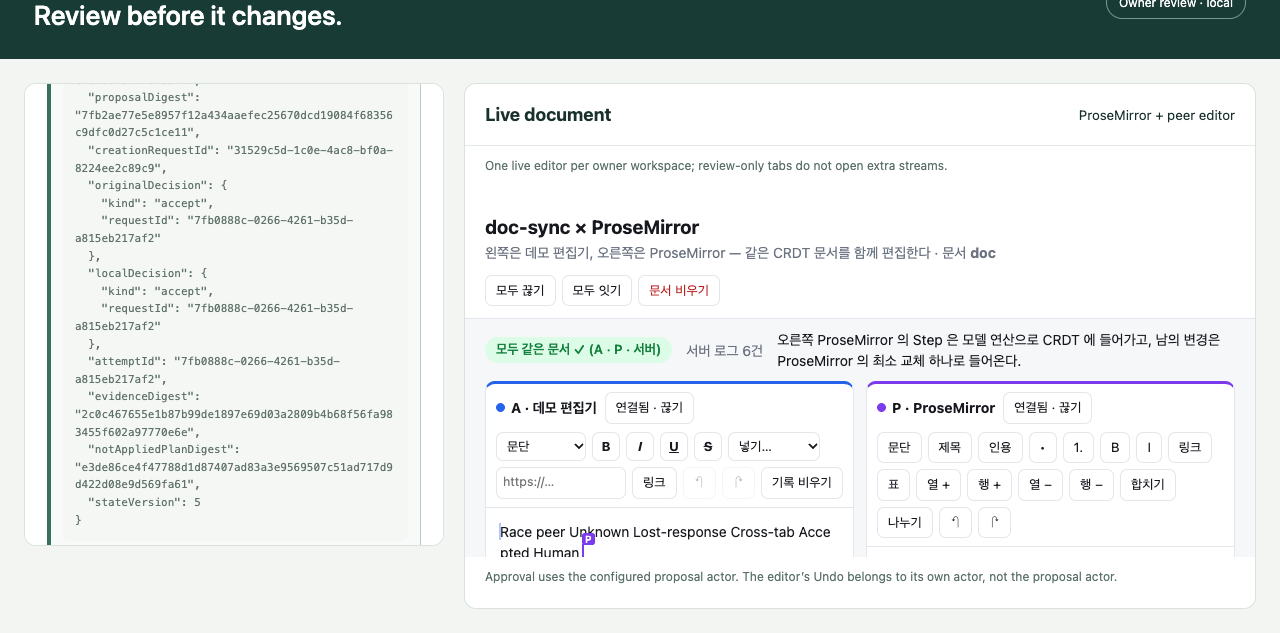 Review before it changes.
Owner review · local
"proposalDigest":
"7fb2ae77e5e8957f12a434aaefec25670dcd19084f68356
c9dfc0d27c5c1ce11",
"creationRequestId": "31529c5d-1c0e-4ac8-bf0a-
8224ee2c89c9",
"originalDecision": {
"kind": "accept",
"requestId": "7fb0888c-0266-4261-b35d-
a815eb217af2"
},
"localDecision": {
"kind": "accept",
"requestId": "7fb0888c-0266-4261-b35d-
a815eb217af2"
},
"attemptId": "7fb0888c-0266-4261-b35d-
a815eb217af2",
"evidenceDigest":
"2c0c467655e1b87b99de1897e69d03a2809b4b68f56fa98
3455f602a97770e6e",
"notAppliedPlanDigest":
"e3de86ce4f47788d1d87407ad83a3e9569507c51ad717d9
d422d08e9d569fa61",
"stateVersion": 5
}
Live document
ProseMirror + peer editor
One live editor per owner workspace; review-only tabs do not open extra streams.
doc-sync × ProseMirror
왼쪽은 데모 편집기, 오른쪽은 ProseMirror — 같은 CRDT 문서를 함께 편집한다 · 문서 doc
모두 끊기 모두 잇기 문서 비우기
모두 같은 문서 ✓ (A · P · 서버) 서버 로그 6건
오른쪽 ProseMirror 의 Step 은 모델 연산으로 CRDT 에 들어가고, 남의 변경은
ProseMirror 의 최소 교체 하나로 들어온다.
A · 데모 편집기 연결됨 · 끊기
문단 B I U S 넣기…
https://… 링크 기록 비우기
Race peer Unknown Lost-response Cross-tab Acce
pted Human
P
P · ProseMirror 연결됨 · 끊기
문단 제목 인용 • 1. B I 링크
표 열 + 행 + 열 − 행 − 합치기
나누기
Approval uses the configured proposal actor. The editor's Undo belongs to its own actor, not the proposal actor.